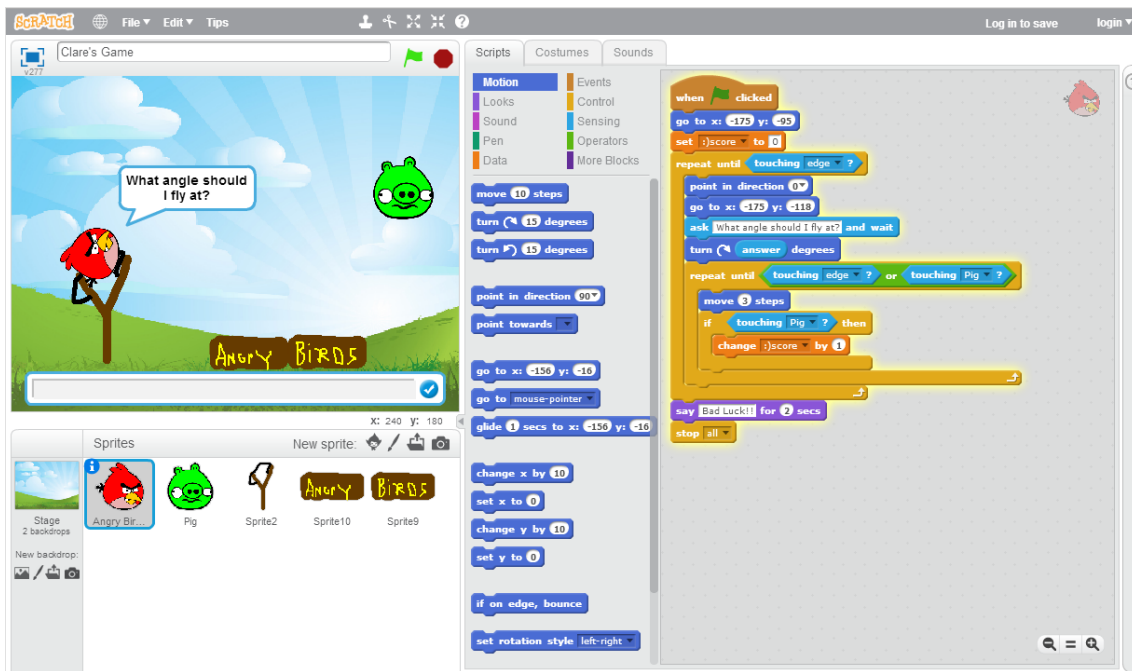 SCRATCH File Edit Tips Log in to save login
Clare's Game
v277
What angle should
I fly at?
ANGRY BIRDS
X: 240 y: 180
Sprites New sprite:
Stage
2 backdrops
New backdrop:
Angry Bir...
Pig
Sprite2
ANGRY
Sprite10
BIRDS
Sprite9
Scripts Costumes Sounds
Motion Events
Looks Control
Sound Sensing
Pen Operators
Data More Blocks
move 10 steps
turn 15 degrees
turn 15 degrees
point in direction 90
point towards
go to x: -156 y: -16
go to mouse-pointer
glide 1 secs to x: -156 y: -16
change x by 10
set x to 0
change y by 10
set y to 0
if on edge, bounce
set rotation style left-right
when clicked
go to x: -175 y: -95
set :)score to 0
repeat until touching edge ?
point in direction 0
go to x: -175 y: -118
ask What angle should I fly at? and wait
turn answer degrees
repeat until touching edge ? or touching Pig ?
move 3 steps
if touching Pig ? then
change :)score by 1
say Bad Luck!! for 2 secs
stop all